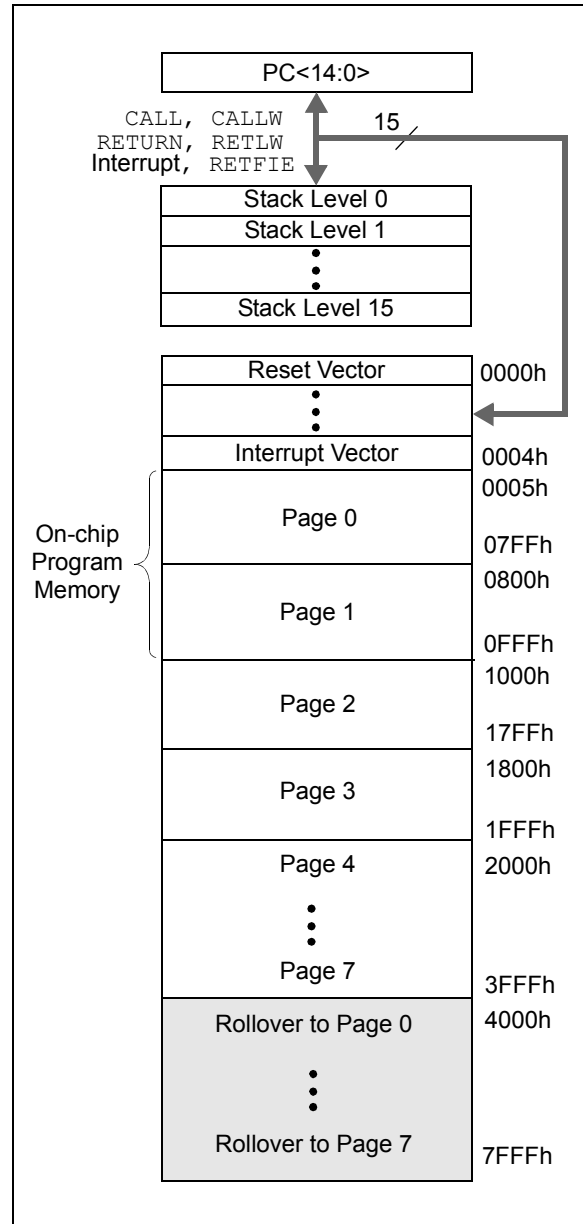 PC<14:0>
CALL, CALLW
15
RETURN, RETLW
Interrupt, RETFIE
Stack Level 0
Stack Level 1
Stack Level 15
Reset Vector
0000h
Interrupt Vector
0004h
0005h
On-chip
Program
Memory
Page 0
07FFh
0800h
Page 1
0FFFh
1000h
Page 2
17FFh
1800h
Page 3
1FFFh
Page 4
2000h
Page 7
3FFFh
Rollover to Page 0
4000h
Rollover to Page 7
7FFFh